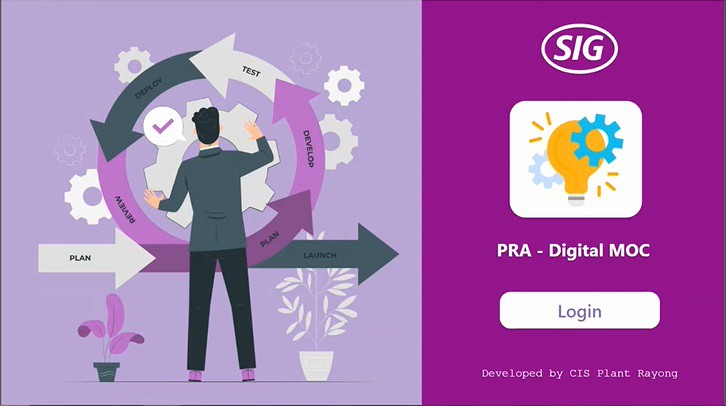 DEPLOY
TEST
DEVELOP
REVIEW
PLAN
PLAN
LAUNCH
SIG
PRA - Digital MOC
Login
Developed by CIS Plant Rayong